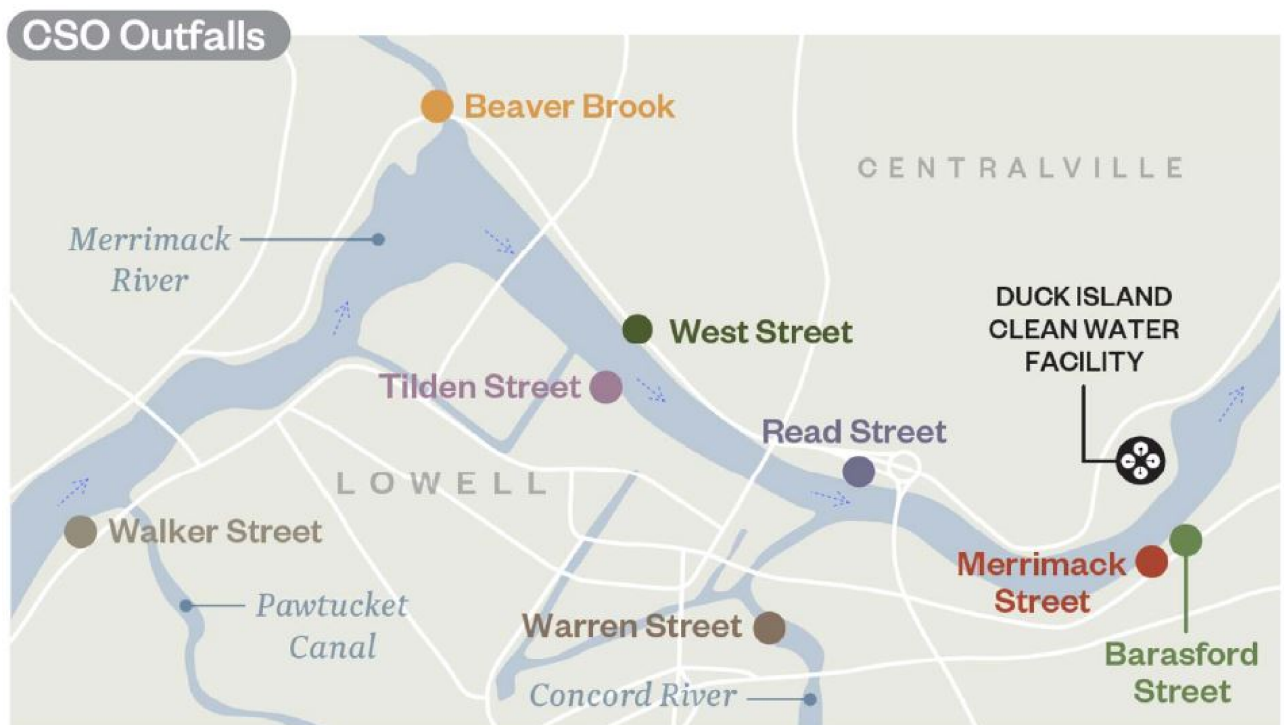 CSO Outfalls
Beaver Brook
CENTRALVILLE
Merrimack
River
DUCK ISLAND
CLEAN WATER
FACILITY
West Street
Tilden Street
Read Street
LOWELL
Walker Street
Merrimack
Street
Pawtucket
Canal
Warren Street
Barasford
Street
Concord River